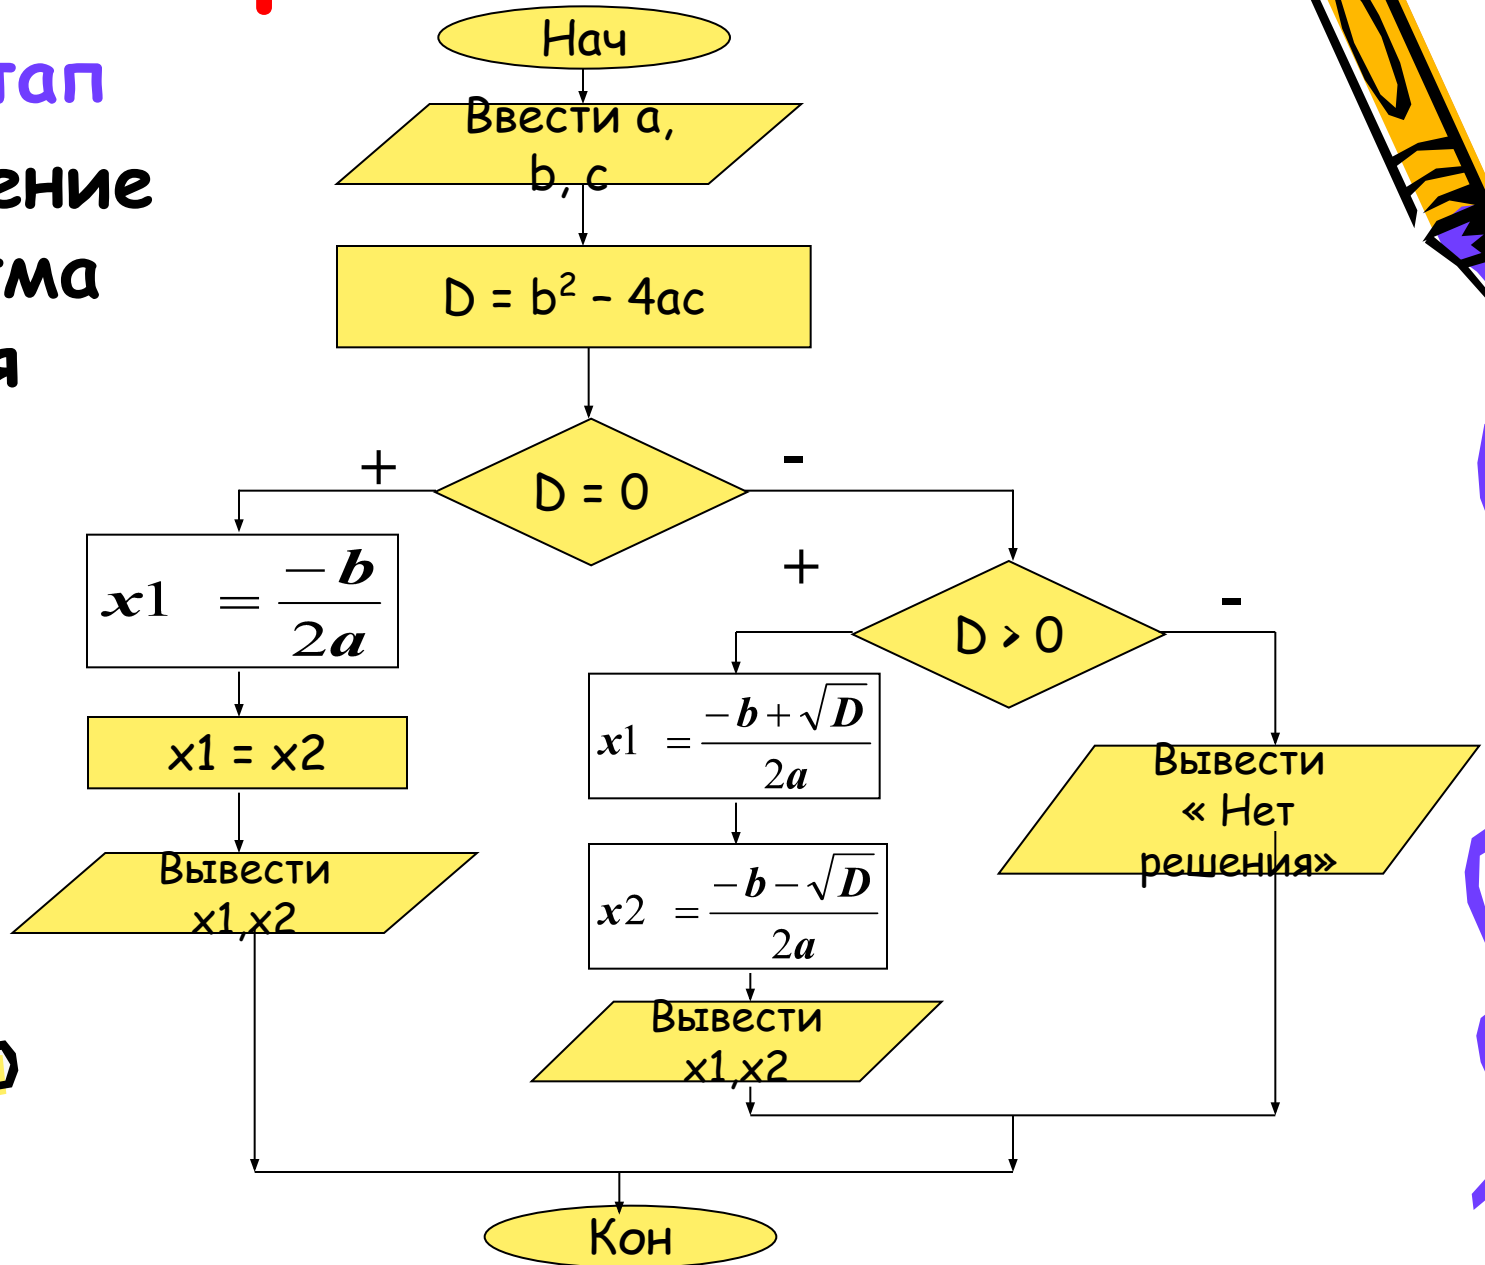 тап
ение
тма
я
Нач
Ввести a,
b, c
D = b² – 4ac
D = 0
+
-
x1 = -b / 2a
x1 = x2
Вывести
x1,x2
D > 0
+
-
x1 = -b + √D / 2a
x2 = -b - √D / 2a
Вывести
x1,x2
Вывести
« Нет
решения»
Кон